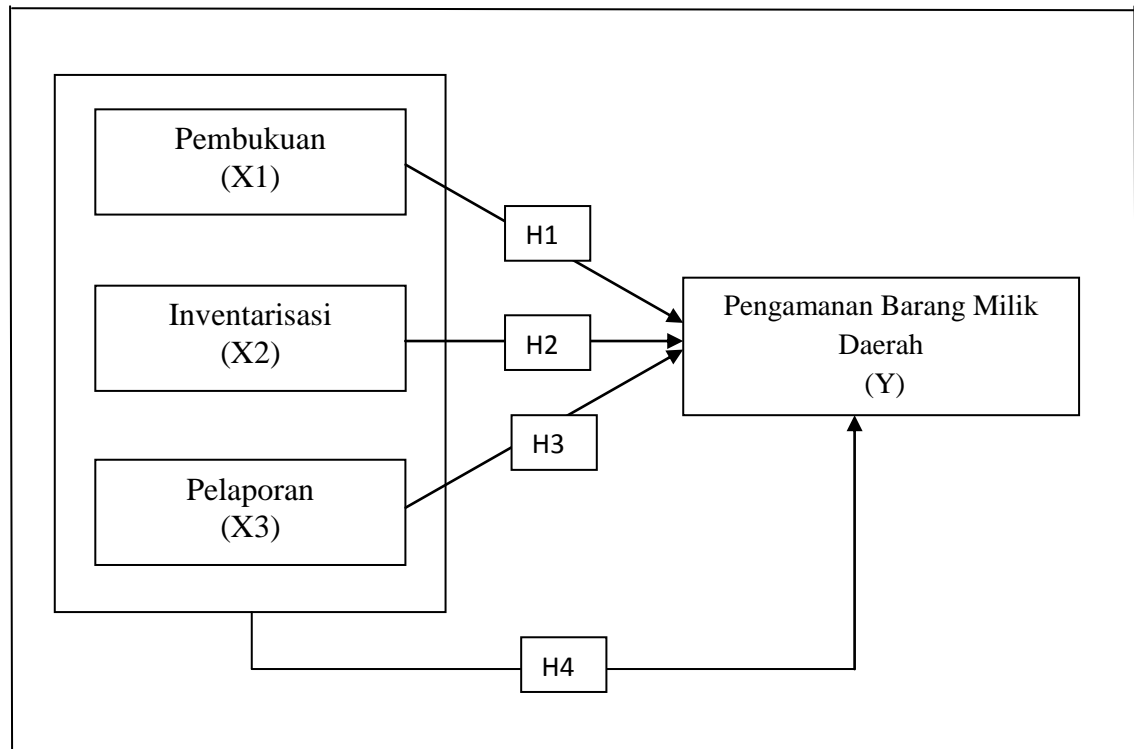 Pembukuan
(X1)
H1
Inventarisasi
(X2)
H2
Pengamanan Barang Milik
Daerah
(Y)
H3
Pelaporan
(X3)
H4